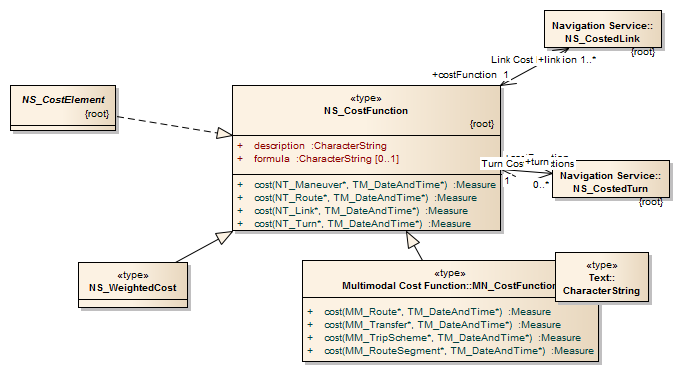 Navigation Service::
NS_CostedLink
{root}
Link Cost
+link
ion 1..*
+costFunction 1
NS_CostElement
{root}
«type»
NS_CostFunction
{root}
+ description :CharacterString
+ formula :CharacterString [0..1]
+ cost(NT_Maneuver*, TM_DateAndTime*) :Measure
+ cost(NT_Route*, TM_DateAndTime*) :Measure
+ cost(NT_Link*, TM_DateAndTime*) :Measure
+ cost(NT_Turn*, TM_DateAndTime*) :Measure
Turn Cos
+turn
ctions
1
0..*
Navigation Service::
NS_CostedTurn
{root}
«type»
NS_WeightedCost
«type»
Multimodal Cost Function::MN_CostFunction
+ cost(MM_Route*, TM_DateAndTime*) :Measure
+ cost(MM_Transfer*, TM_DateAndTime*) :Measure
+ cost(MM_TripScheme*, TM_DateAndTime*) :Measure
+ cost(MM_RouteSegment*, TM_DateAndTime*) :Measure
«type»
Text::
CharacterString